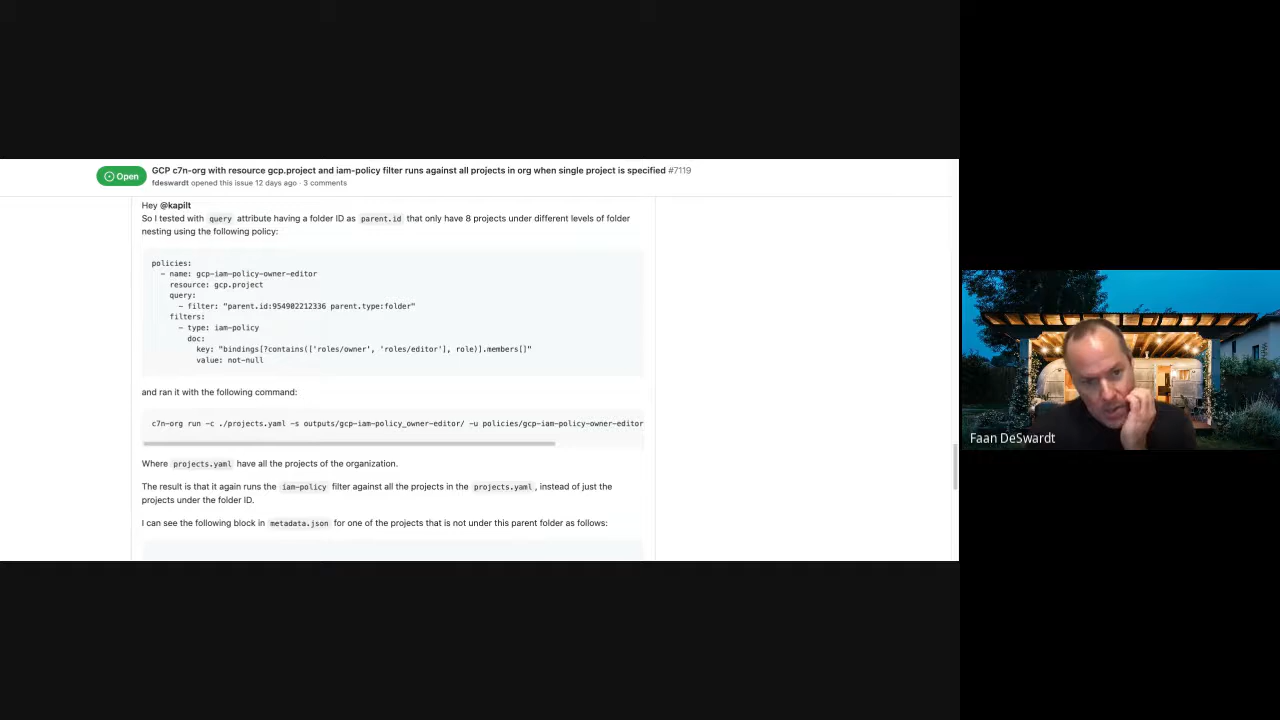 Open
GCP c7n-org with resource gcp.project and iam-policy filter runs against all projects in org when single project is specified #7119
fdeswardt opened this issue 12 days ago · 3 comments
Hey @kapilt
So I tested with query attribute having a folder ID as parent.id that only have 8 projects under different levels of folder
nesting using the following policy:
policies:
- name: gcp-iam-policy-owner-editor
resource: gcp.project
query:
- filter: "parent.id:954902212336 parent.type:folder"
filters:
- type: iam-policy
doc:
key: "bindings[?contains(['roles/owner', 'roles/editor'], role)].members[]"
value: not-null
and ran it with the following command:
c7n-org run -c ./projects.yaml -s outputs/gcp-iam-policy_owner-editor/ -u policies/gcp-iam-policy-owner-editor
Where projects.yaml have all the projects of the organization.
The result is that it again runs the iam-policy filter against all the projects in the projects.yaml, instead of just the
projects under the folder ID.
I can see the following block in metadata.json for one of the projects that is not under this parent folder as follows:
Faan DeSwardt